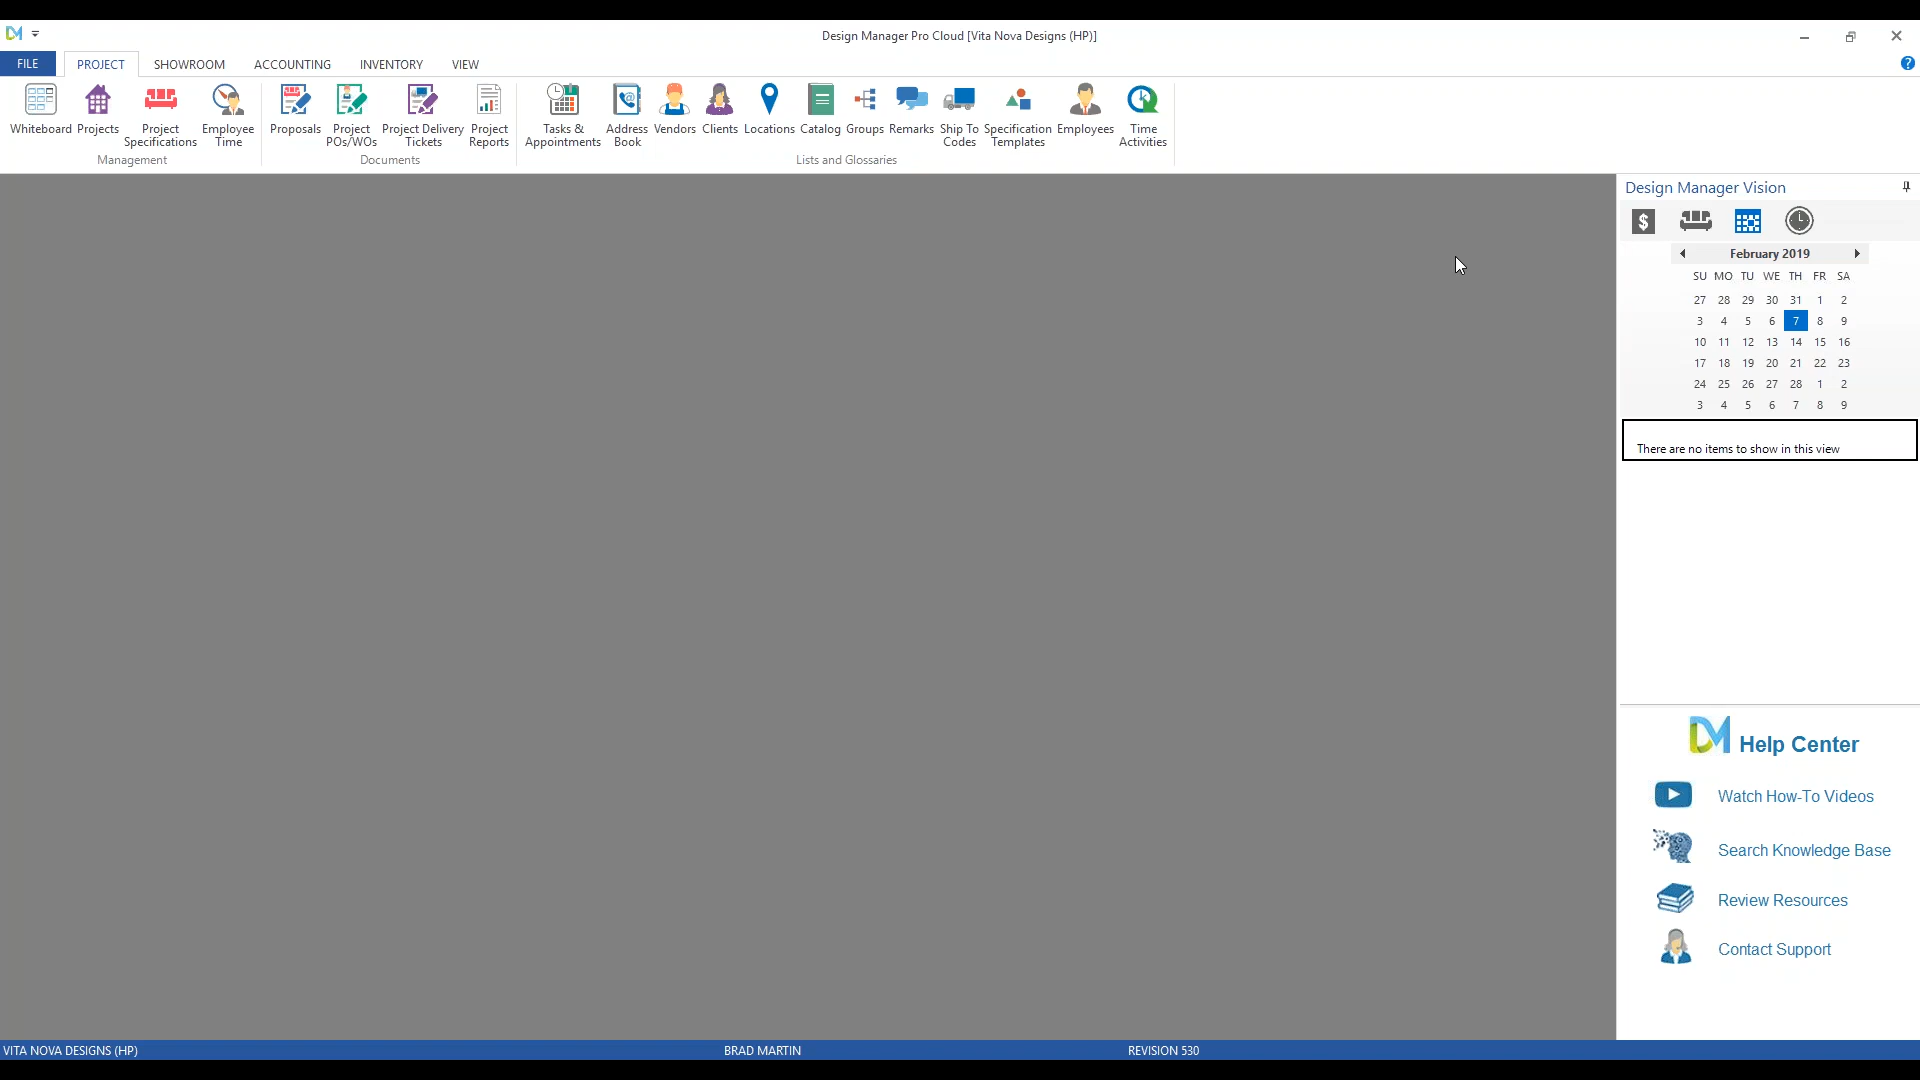 Design Manager Pro Cloud [Vita Nova Designs (HP)]
FILE PROJECT SHOWROOM ACCOUNTING INVENTORY VIEW
Whiteboard Projects Project Specifications Employee Time
Management
Proposals Project POs/WOs Project Delivery Tickets Project Reports
Documents
Tasks & Appointments Address Book Vendors Clients Locations Catalog Groups Remarks Ship To Codes Specification Templates Employees Time Activities
Lists and Glossaries
Design Manager Vision
February 2019
SU MO TU WE TH FR SA
27 28 29 30 31 1 2
3 4 5 6 7 8 9
10 11 12 13 14 15 16
17 18 19 20 21 22 23
24 25 26 27 28 1 2
3 4 5 6 7 8 9
There are no items to show in this view
DM Help Center
Watch How-To Videos
Search Knowledge Base
Review Resources
Contact Support
VITA NOVA DESIGNS (HP) BRAD MARTIN REVISION 530